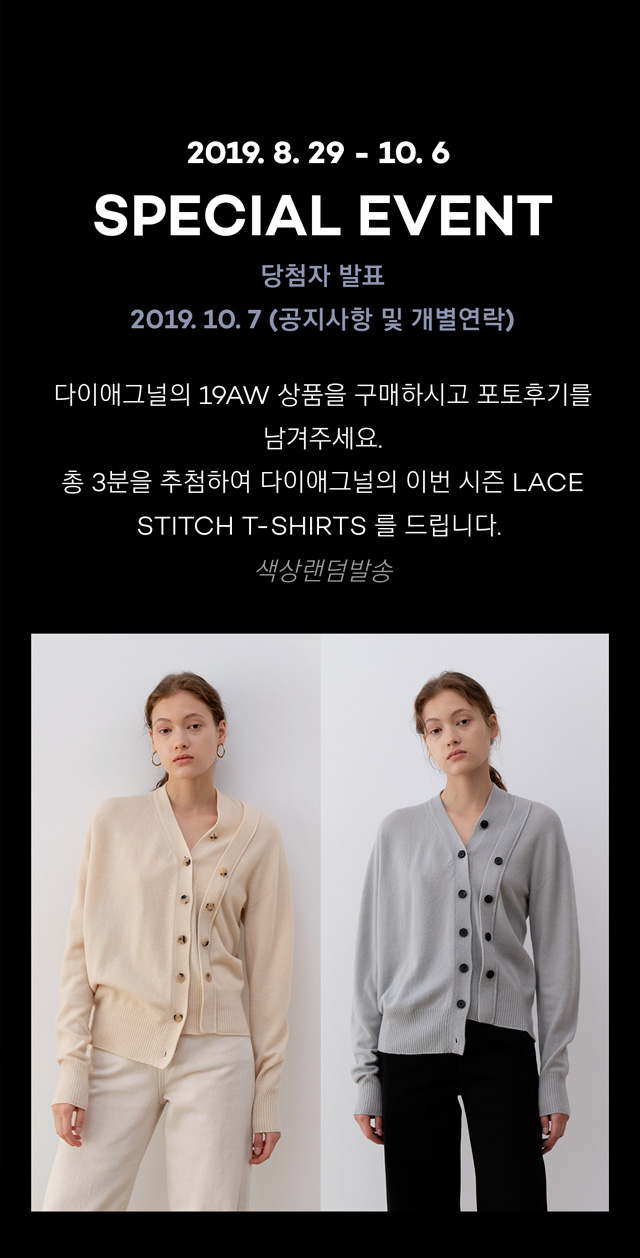 2019. 8. 29 - 10. 6
SPECIAL EVENT
당첨자 발표
2019. 10. 7 (공지사항 및 개별연락)
다이애그널의 19AW 상품을 구매하시고 포토후기를
남겨주세요.
총 3분을 추첨하여 다이애그널의 이번 시즌 LACE
STITCH T-SHIRTS 를 드립니다.
색상랜덤발송